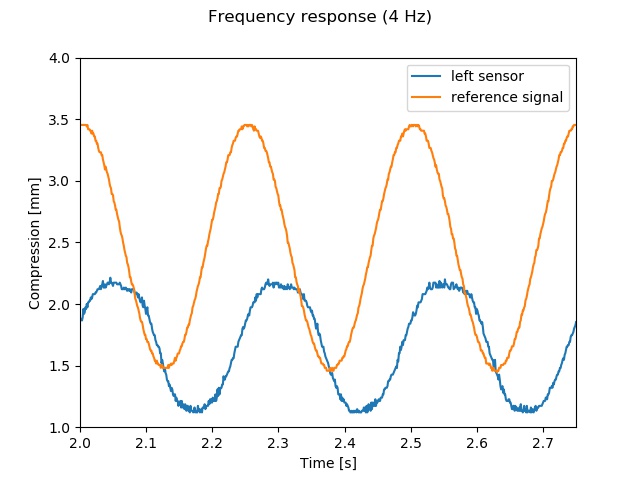 Frequency response (4 Hz)
left sensor
reference signal
4.0
3.5
3.0
2.5
2.0
1.5
1.0
Compression [mm]
2.0 2.1 2.2 2.3 2.4 2.5 2.6 2.7
Time [s]